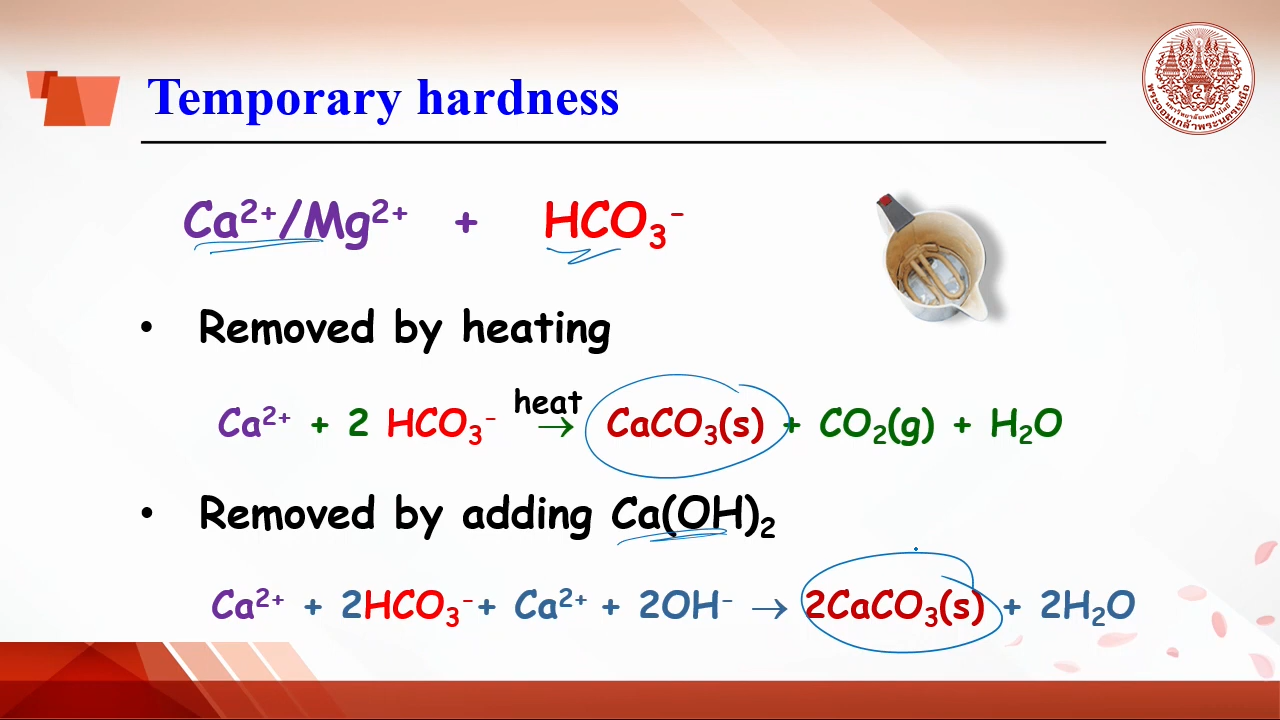 Temporary hardness
Ca²⁺/Mg²⁺ + HCO₃⁻
• Removed by heating
heat
Ca²⁺ + 2 HCO₃⁻ → CaCO₃(s) + CO₂(g) + H₂O
• Removed by adding Ca(OH)₂
Ca²⁺ + 2HCO₃⁻+ Ca²⁺ + 2OH⁻ → 2CaCO₃(s) + 2H₂O